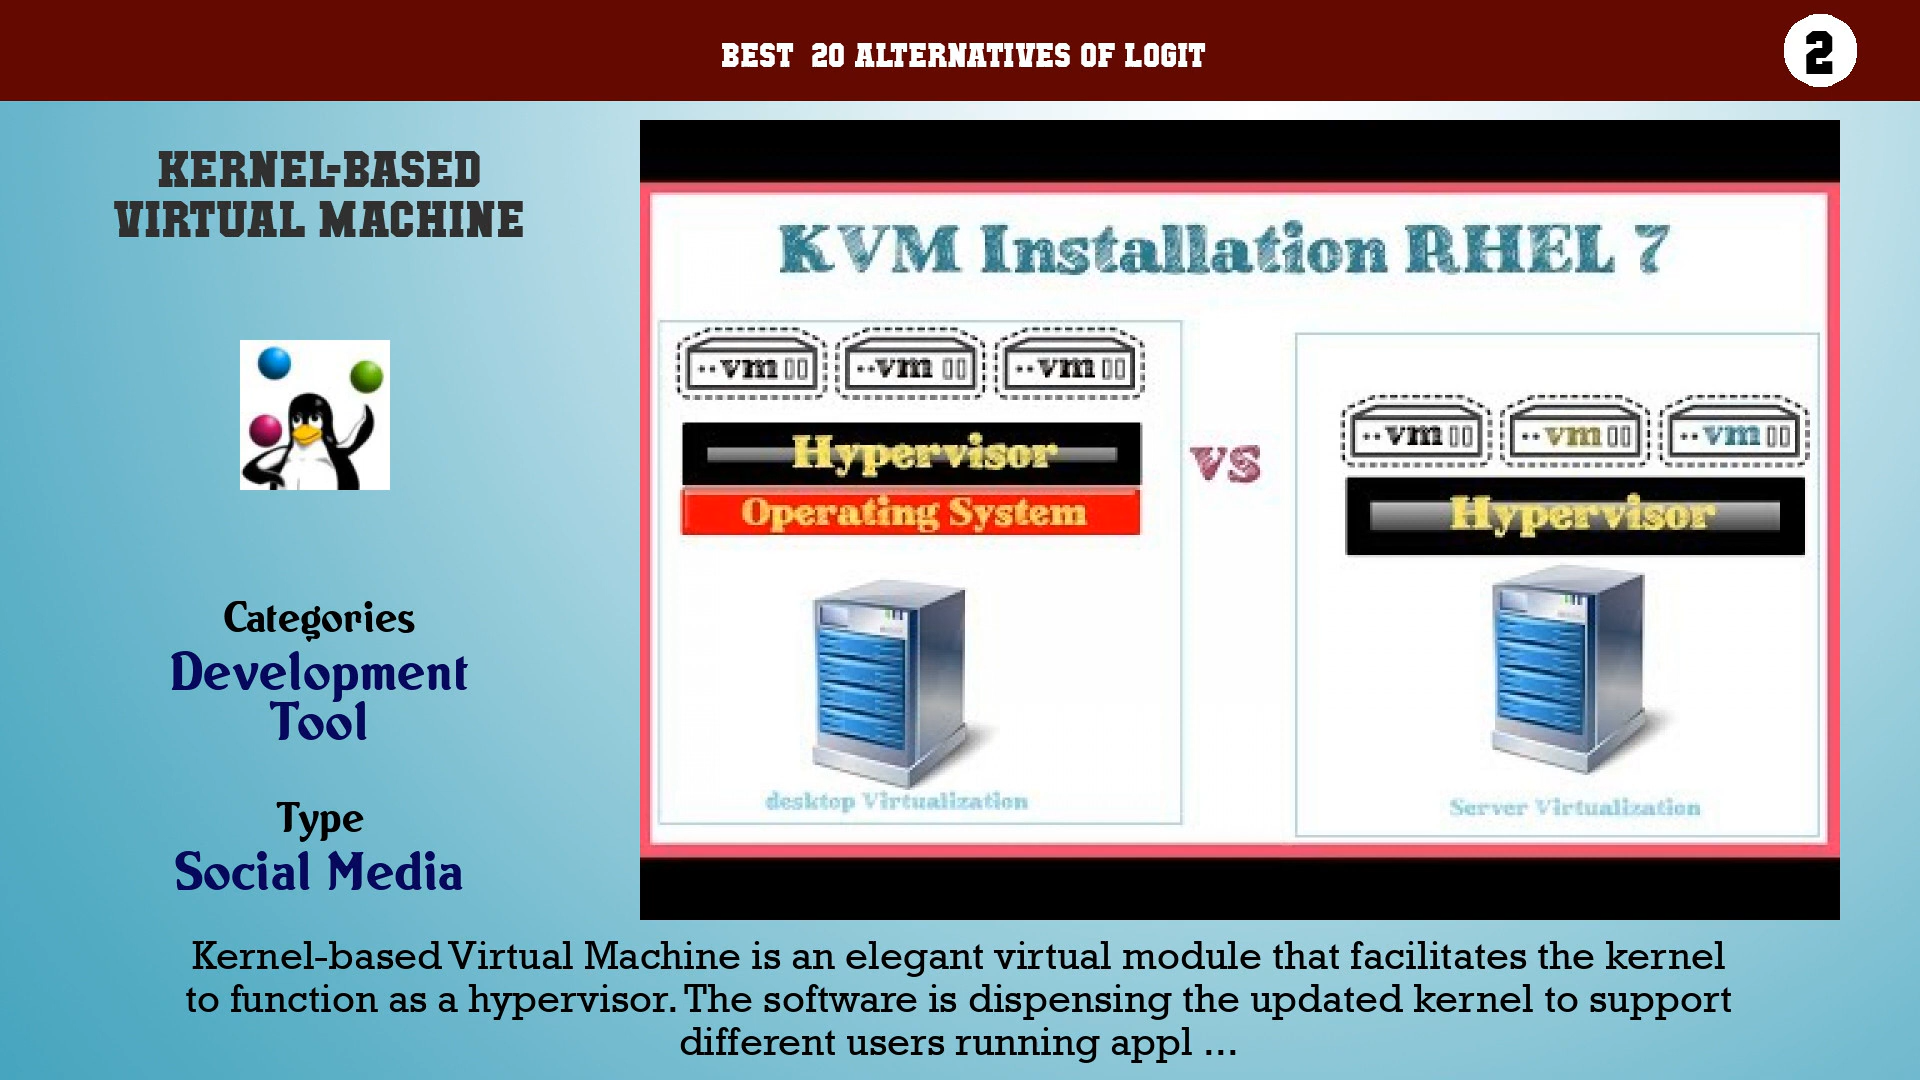 BEST 20 ALTERNATIVES OF LOGIT
2
KERNEL-BASED
VIRTUAL MACHINE
Categories
Development
Tool
Type
Social Media
KVM Installation RHEL 7
vm vm vm
Hypervisor
Operating System
desktop Virtualization
vs
vm vm vm
Hypervisor
Server Virtualization
Kernel-based Virtual Machine is an elegant virtual module that facilitates the kernel
to function as a hypervisor. The software is dispensing the updated kernel to support
different users running appl ...